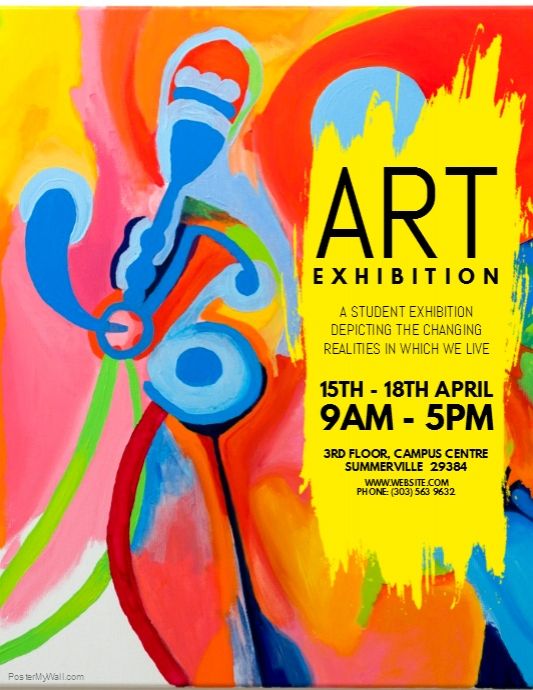 ART
EXHIBITION
A STUDENT EXHIBITION
DEPICTING THE CHANGING
REALITIES IN WHICH WE LIVE
15TH - 18TH APRIL
9AM - 5PM
3RD FLOOR, CAMPUS CENTRE
SUMMERVILLE 29384
WWW.WEBSITE.COM
PHONE: (303) 563 9632
PosterMyWall.com